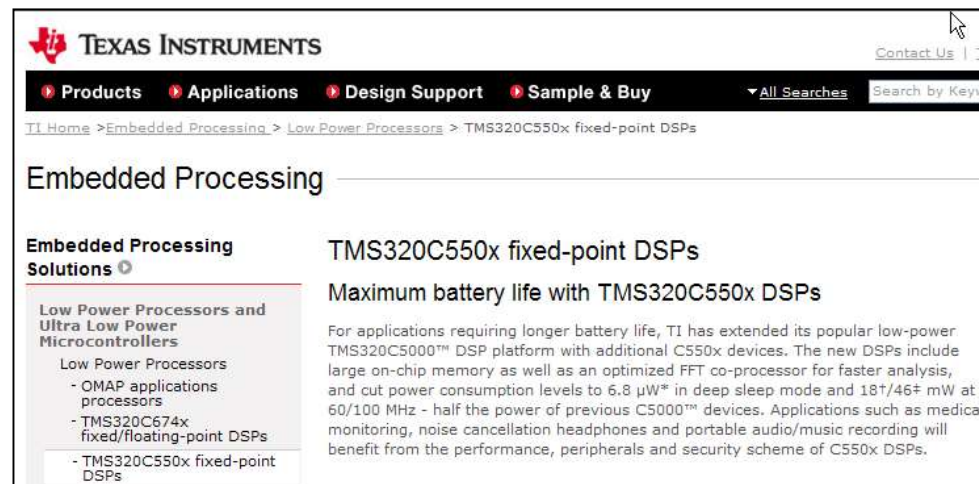 TEXAS INSTRUMENTS
Contact Us |
Products Applications Design Support Sample & Buy All Searches Search by
TI Home > Embedded Processing > Low Power Processors > TMS320C550x fixed-point DSPs
Embedded Processing
Embedded Processing
Solutions
Low Power Processors and
Ultra Low Power
Microcontrollers
Low Power Processors
- OMAP applications
processors
- TMS320C674x
fixed/floating-point DSPs
- TMS320C550x fixed-point
DSPs
TMS320C550x fixed-point DSPs
Maximum battery life with TMS320C550x DSPs
For applications requiring longer battery life, TI has extended its popular low-power
TMS320C5000™ DSP platform with additional C550x devices. The new DSPs include
large on-chip memory as well as an optimized FFT co-processor for faster analysis,
and cut power consumption levels to 6.8 µW* in deep sleep mode and 18†/46‡ mW at
60/100 MHz - half the power of previous C5000™ devices. Applications such as medica
monitoring, noise cancellation headphones and portable audio/music recording will
benefit from the performance, peripherals and security scheme of C550x DSPs.